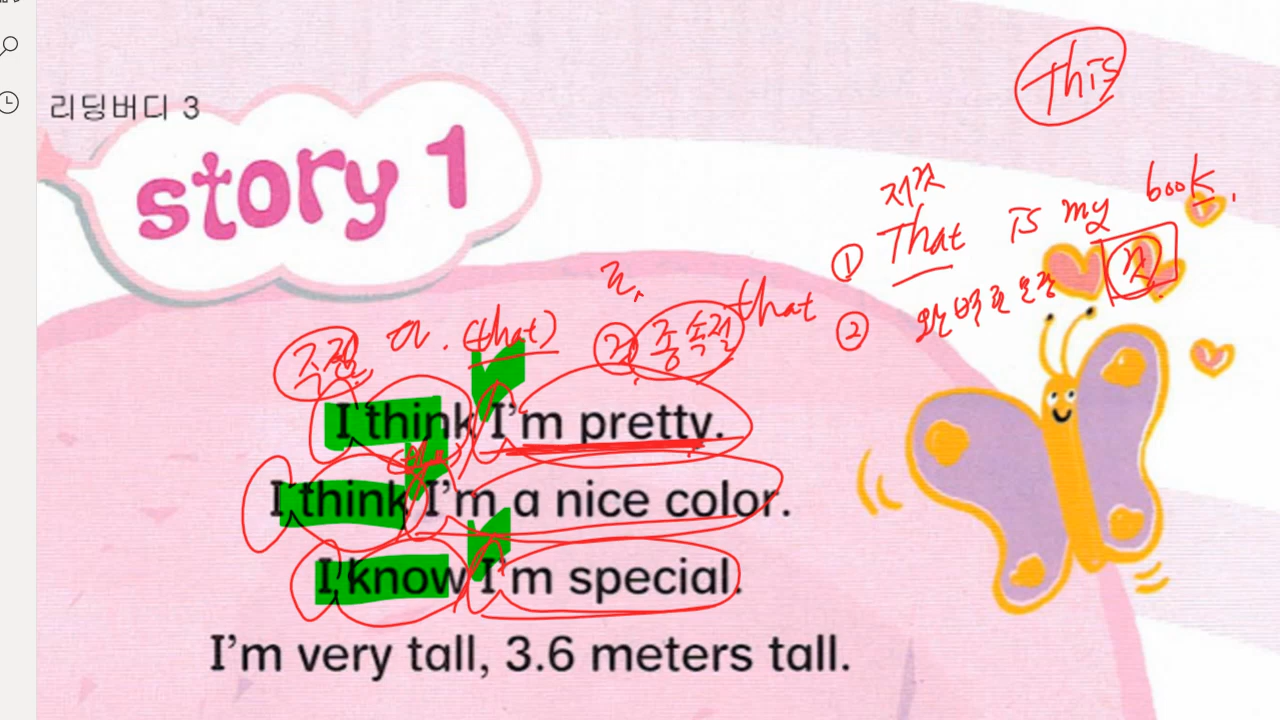 리딩버디 3
story 1
This
저것
① That is my book.
② 완벽한 문장 것
주절 (that) ② 종속절 that
I think I'm pretty.
I think I'm a nice color.
I know I'm special.
I'm very tall, 3.6 meters tall.